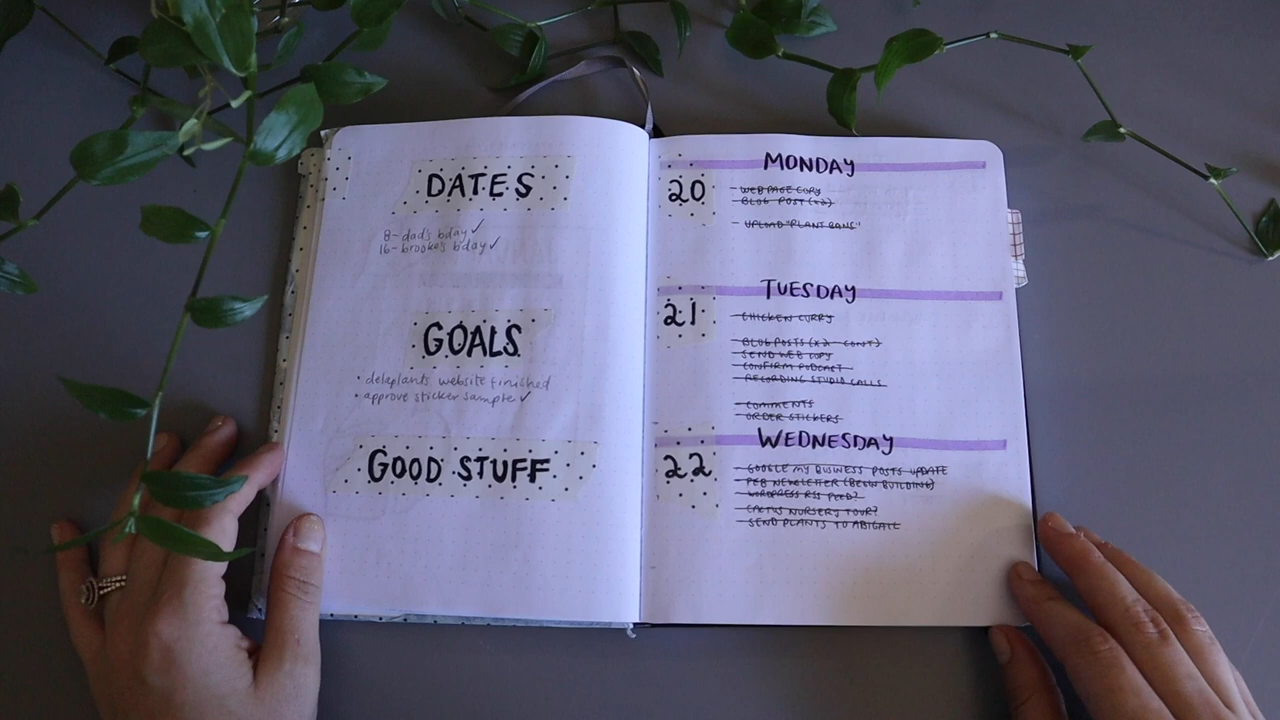 DATES
8- dad's bday ✓
16- brooke's bday ✓
GOALS
• delaplants website finished
• approve sticker sample ✓
GOOD STUFF
MONDAY
20
- WEBPAGE COPY
- BLOG POST (x2)
- UPLOAD "PLANT BANS"
TUESDAY
21
- CHICKEN CURRY
- BLOG POSTS (x2 - CONT)
- SEND WEB COPY
- CONFIRM PODCAST
- RECORDING STUDIO CALLS
- COMMENTS
- ORDER STICKERS
WEDNESDAY
22
- GOOGLE MY BUSINESS POSTS UPDATE
- FEB NEWSLETTER (BEGIN BUILDING)
- WORDPRESS RSS FEED?
- CACTUS NURSERY TOUR?
- SEND PLANTS TO ABIGAIL